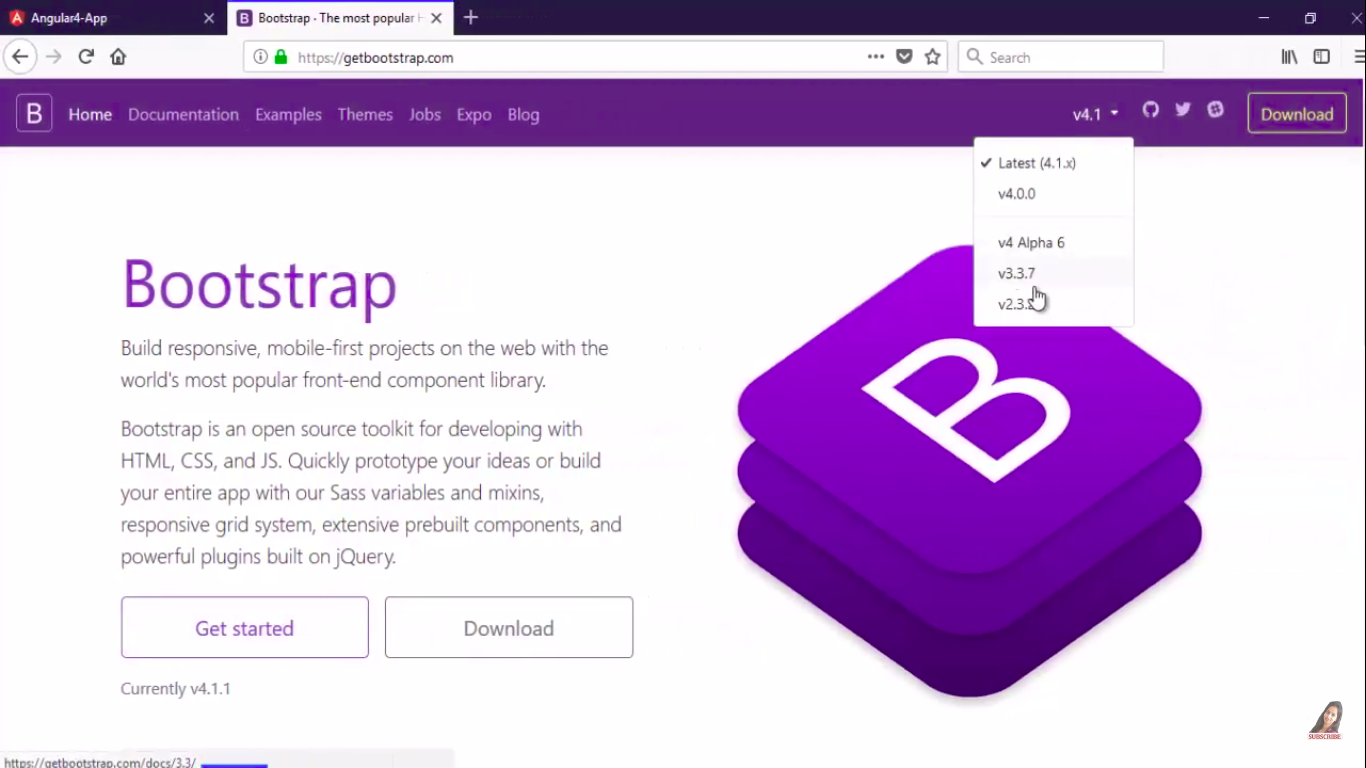 Angular4-App
Bootstrap · The most popular
https://getbootstrap.com
Search
B
Home Documentation Examples Themes Jobs Expo Blog
v4.1
Download
Latest (4.1.x)
v4.0.0
v4 Alpha 6
v3.3.7
v2.3.2
Bootstrap
Build responsive, mobile-first projects on the web with the
world's most popular front-end component library.
Bootstrap is an open source toolkit for developing with
HTML, CSS, and JS. Quickly prototype your ideas or build
your entire app with our Sass variables and mixins,
responsive grid system, extensive prebuilt components, and
powerful plugins built on jQuery.
B
Get started
Download
Currently v4.1.1
SUBSCRIBE
https://getbootstrap.com/docs/3.3/